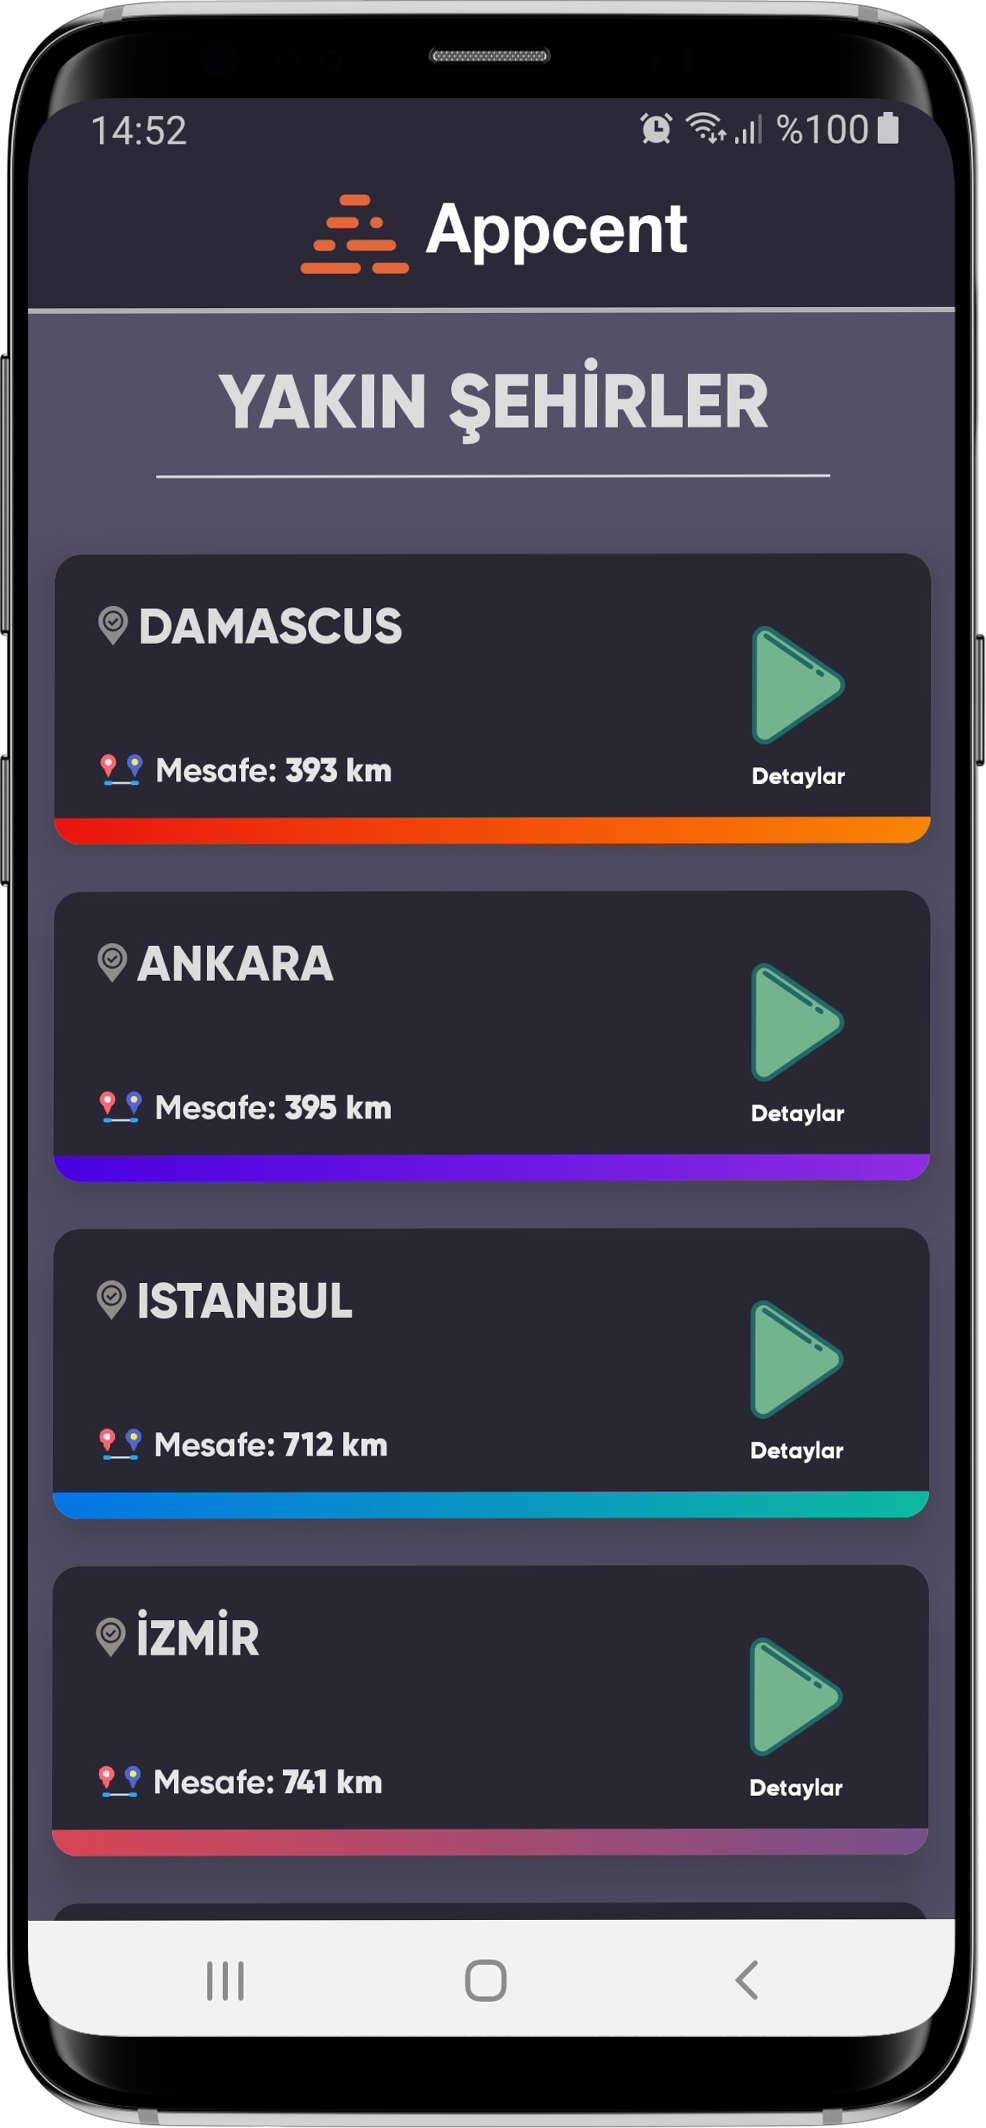 14:52 %100
Appcent
YAKIN ŞEHİRLER
DAMASCUS
Mesafe: 393 km
Detaylar
ANKARA
Mesafe: 395 km
Detaylar
ISTANBUL
Mesafe: 712 km
Detaylar
İZMİR
Mesafe: 741 km
Detaylar